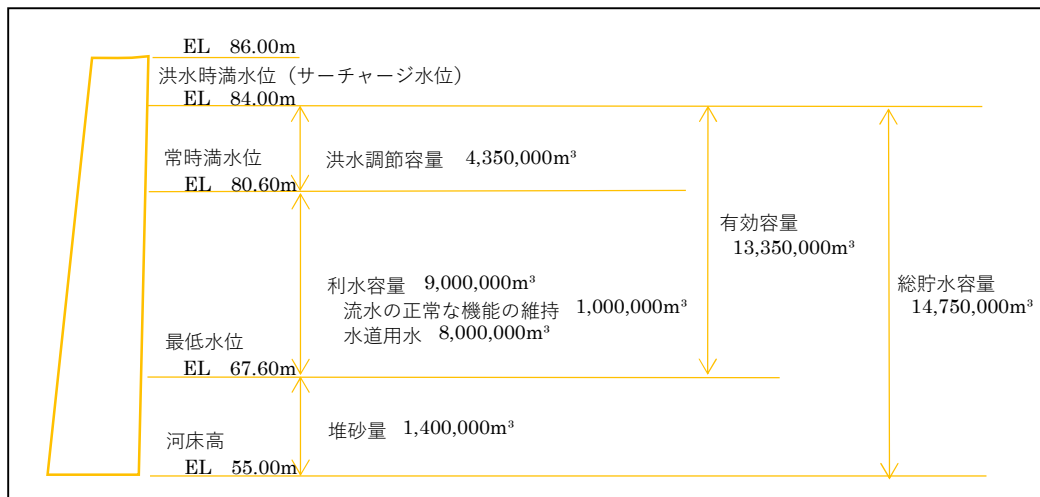 EL 86.00m
洪水時満水位（サーチャージ水位）
EL 84.00m
常時満水位
EL 80.60m
洪水調節容量 4,350,000m³
有効容量
13,350,000m³
総貯水容量
14,750,000m³
利水容量 9,000,000m³
流水の正常な機能の維持 1,000,000m³
水道用水 8,000,000m³
最低水位
EL 67.60m
堆砂量 1,400,000m³
河床高
EL 55.00m